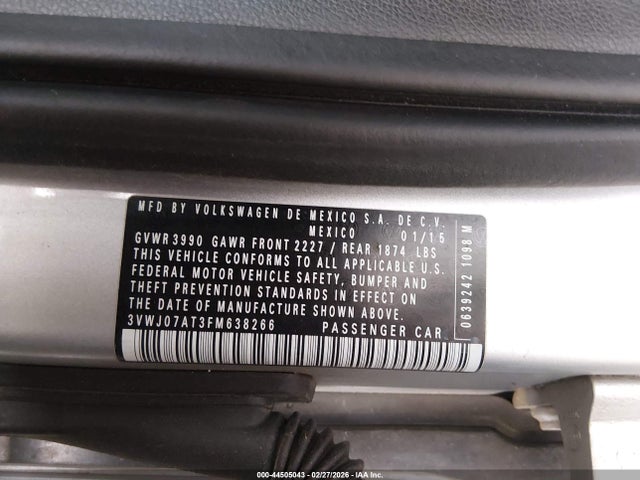 MFD BY VOLKSWAGEN DE MEXICO S.A. DE C.V.
MEXICO 01/15
GVWR 3990 GAWR FRONT 2227 / REAR 1874 LBS
THIS VEHICLE CONFORMS TO ALL APPLICABLE U.S.
FEDERAL MOTOR VEHICLE SAFETY, BUMPER AND
THEFT PREVENTION STANDARDS IN EFFECT ON
THE DATE OF MANUFACTURE SHOWN ABOVE.
3VWJ07AT3FM638266 PASSENGER CAR
0639242 1098 M
000-44505043 - 02/27/2026 - IAAI, Inc.